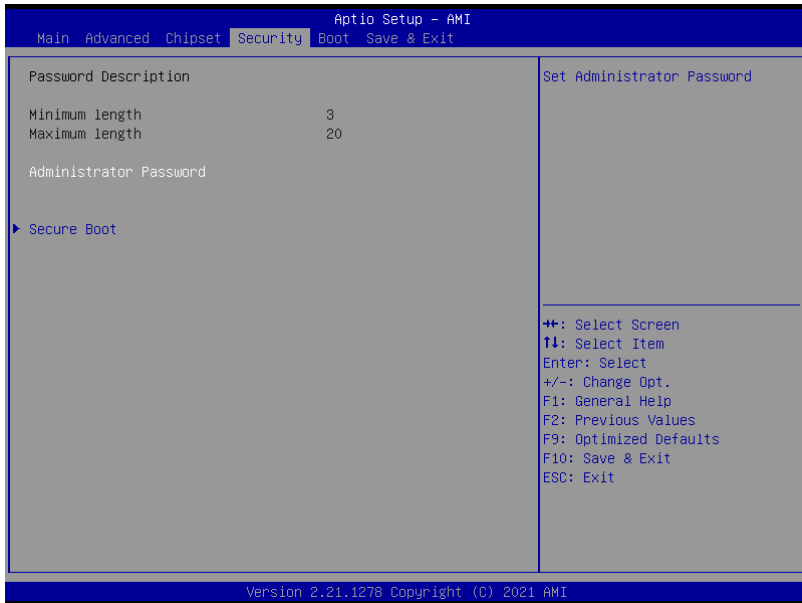 Aptio Setup – AMI
Main Advanced Chipset Security Boot Save & Exit
Password Description
Minimum length 3
Maximum length 20
Administrator Password
Secure Boot
Set Administrator Password
→←: Select Screen
↑↓: Select Item
Enter: Select
+/-: Change Opt.
F1: General Help
F2: Previous Values
F9: Optimized Defaults
F10: Save & Exit
ESC: Exit
Version 2.21.1278 Copyright (C) 2021 AMI